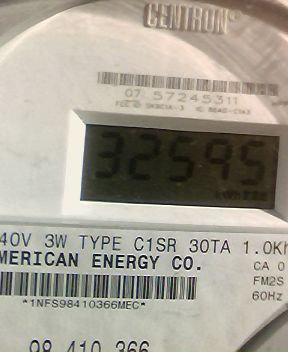 CENTRON®
07 57245311
32595
40V 3W TYPE C1SR 30TA 1.0Kh
MERICAN ENERGY CO.
CA 0
FM2S
60Hz
*1NFS98410366MEC*
98 410 366